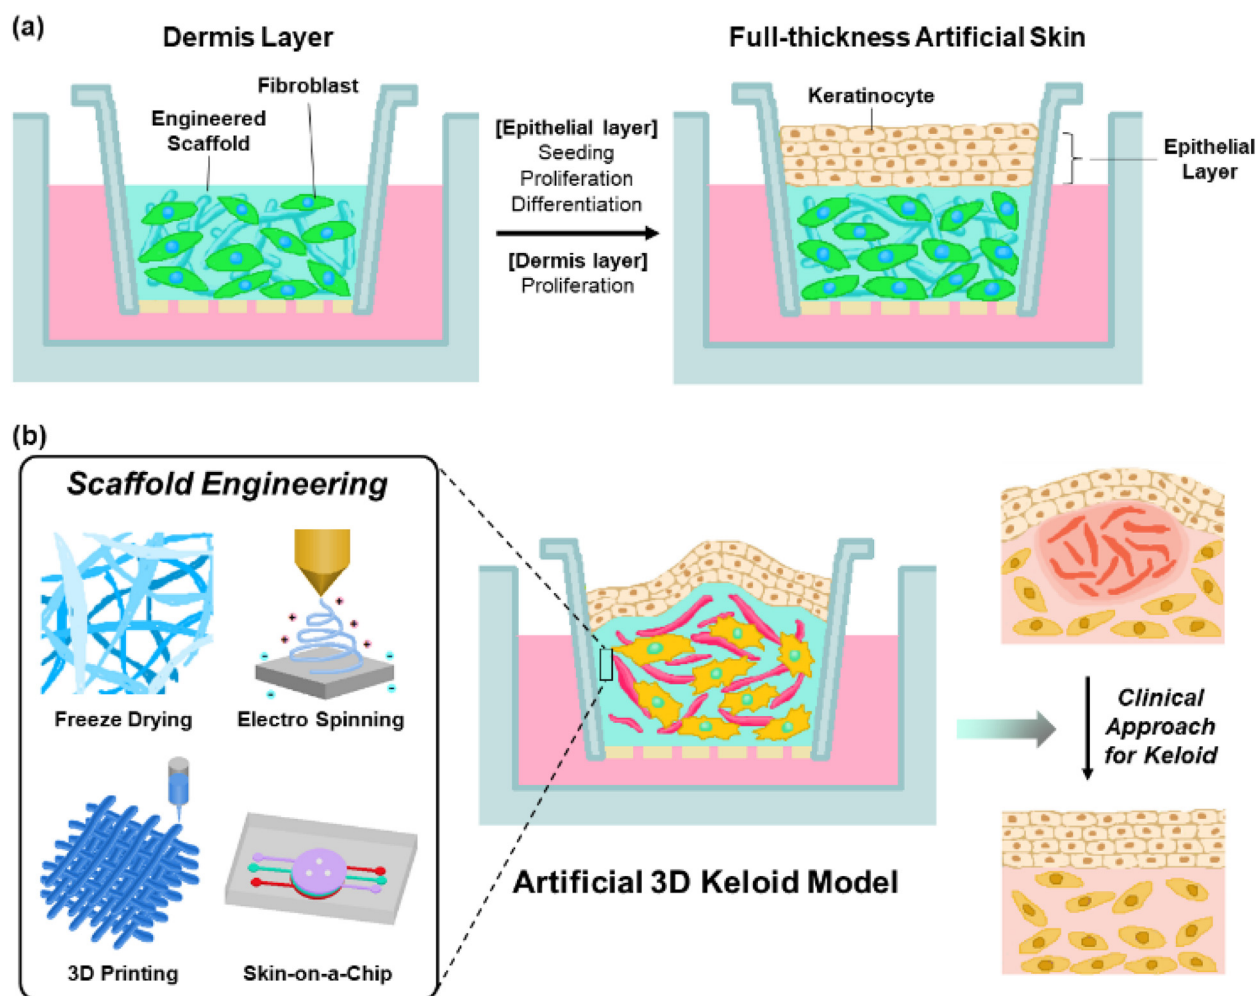 (a)
Dermis Layer
Fibroblast
Engineered
Scaffold
[Epithelial layer]
Seeding
Proliferation
Differentiation
[Dermis layer]
Proliferation
Full-thickness Artificial Skin
Keratinocyte
Epithelial
Layer
(b)
Scaffold Engineering
Freeze Drying
Electro Spinning
3D Printing
Skin-on-a-Chip
Artificial 3D Keloid Model
Clinical
Approach
for Keloid